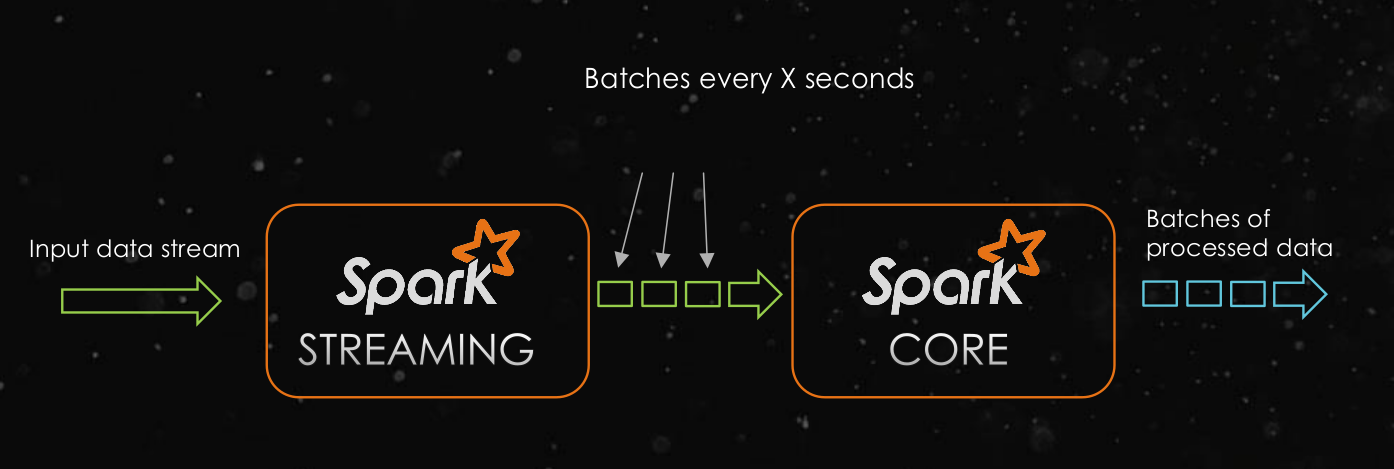 Batches every X seconds
Input data stream
Spark
STREAMING
Spark
CORE
Batches of
processed data